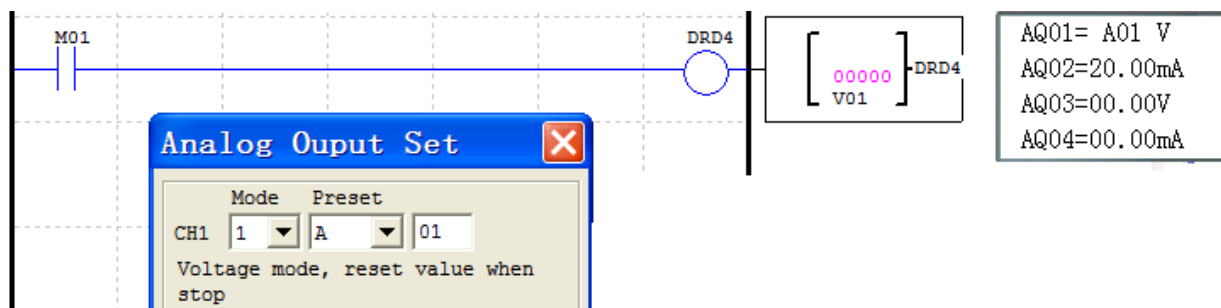 M01
DRD4
00000
DRD4
V01
AQ01= A01 V
AQ02=20.00mA
AQ03=00.00V
AQ04=00.00mA
Analog Ouput Set
Mode Preset
CH1 1 A 01
Voltage mode, reset value when
stop